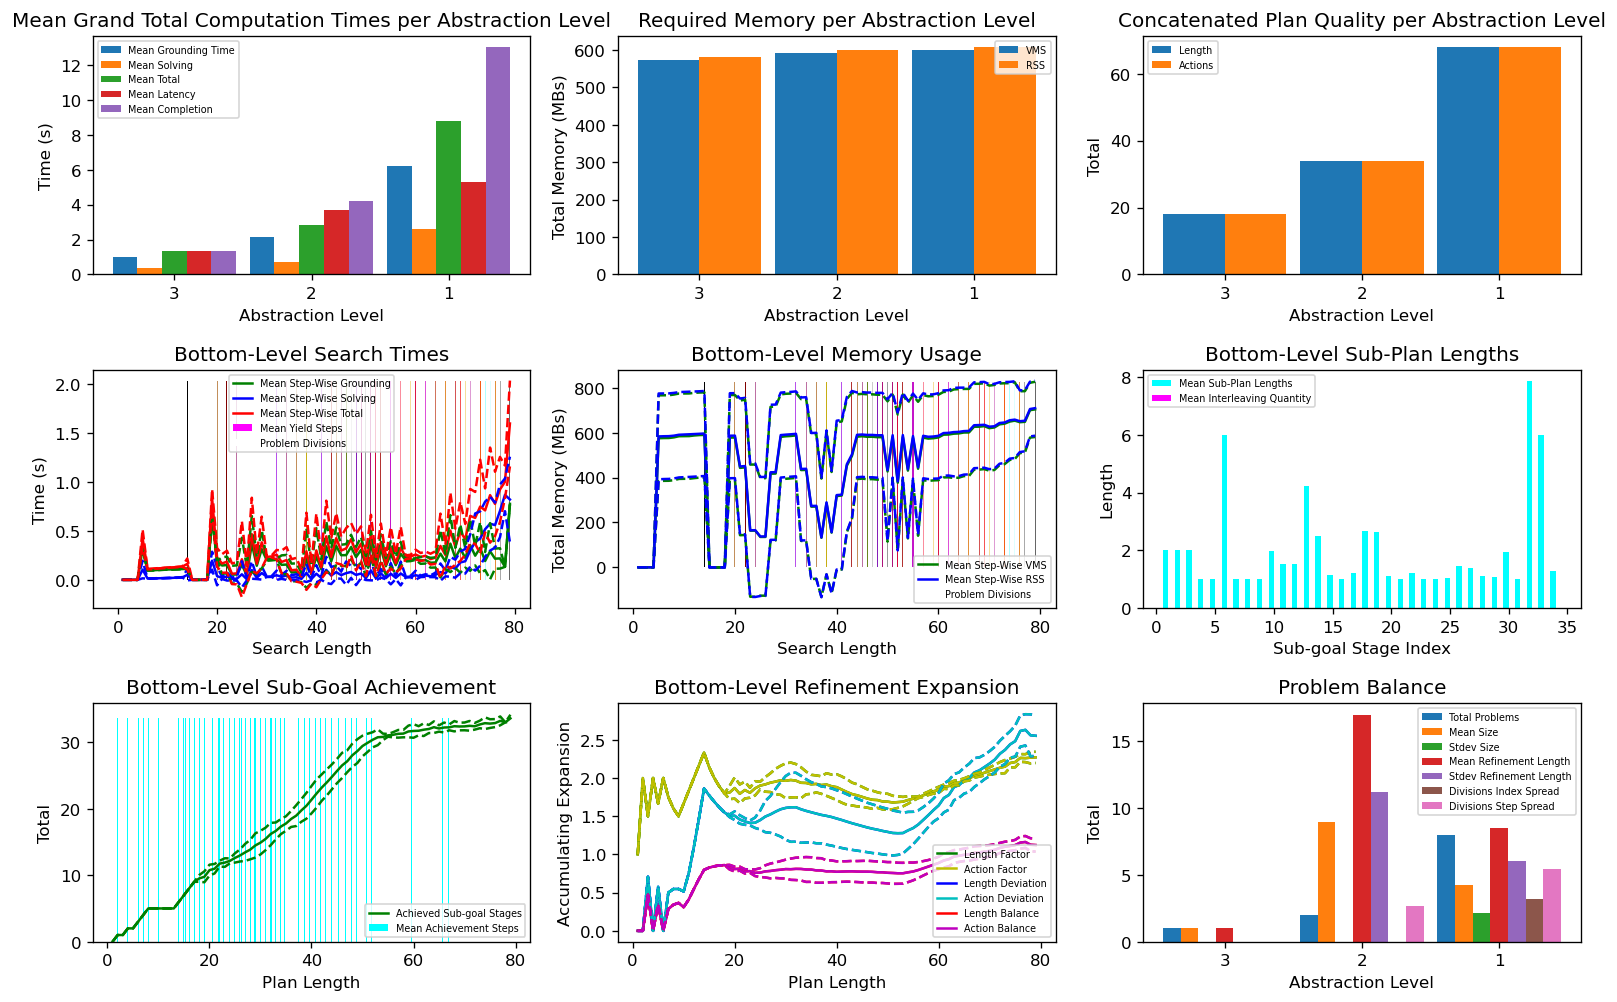 Mean Grand Total Computation Times per Abstraction Level
Time (s)
12
10
8
6
4
2
0
Mean Grounding Time
Mean Solving
Mean Total
Mean Latency
Mean Completion
3 2 1
Abstraction Level
Required Memory per Abstraction Level
Total Memory (MBs)
600
500
400
300
200
100
0
VMS
RSS
3 2 1
Abstraction Level
Concatenated Plan Quality per Abstraction Level
Total
60
40
20
0
Length
Actions
3 2 1
Abstraction Level
Bottom-Level Search Times
Time (s)
2.0
1.5
1.0
0.5
0.0
Mean Step-Wise Grounding
Mean Step-Wise Solving
Mean Step-Wise Total
Mean Yield Steps
Problem Divisions
0 20 40 60 80
Search Length
Bottom-Level Memory Usage
Total Memory (MBs)
800
600
400
200
0
Mean Step-Wise VMS
Mean Step-Wise RSS
Problem Divisions
0 20 40 60 80
Search Length
Bottom-Level Sub-Plan Lengths
Length
8
6
4
2
0
Mean Sub-Plan Lengths
Mean Interleaving Quantity
0 5 10 15 20 25 30 35
Sub-goal Stage Index
Bottom-Level Sub-Goal Achievement
Total
30
20
10
0
Achieved Sub-goal Stages
Mean Achievement Steps
0 20 40 60 80
Plan Length
Bottom-Level Refinement Expansion
Accumulating Expansion
2.5
2.0
1.5
1.0
0.5
0.0
Length Factor
Action Factor
Length Deviation
Action Deviation
Length Balance
Action Balance
0 20 40 60 80
Plan Length
Problem Balance
Total
15
10
5
0
Total Problems
Mean Size
Stdev Size
Mean Refinement Length
Stdev Refinement Length
Divisions Index Spread
Divisions Step Spread
3 2 1
Abstraction Level